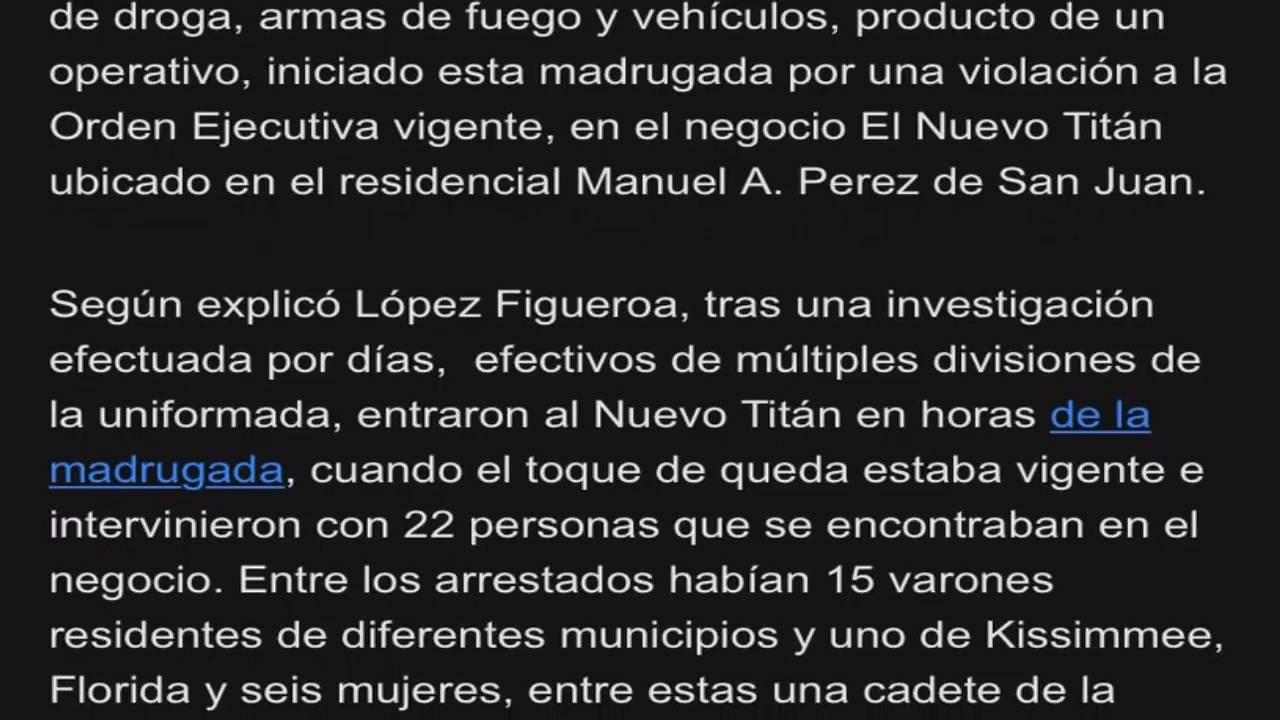 de droga, armas de fuego y vehículos, producto de un
operativo, iniciado esta madrugada por una violación a la
Orden Ejecutiva vigente, en el negocio El Nuevo Titán
ubicado en el residencial Manuel A. Perez de San Juan.
Según explicó López Figueroa, tras una investigación
efectuada por días,  efectivos de múltiples divisiones de
la uniformada, entraron al Nuevo Titán en horas de la
madrugada, cuando el toque de queda estaba vigente e
intervinieron con 22 personas que se encontraban en el
negocio. Entre los arrestados habían 15 varones
residentes de diferentes municipios y uno de Kissimmee,
Florida y seis mujeres, entre estas una cadete de la